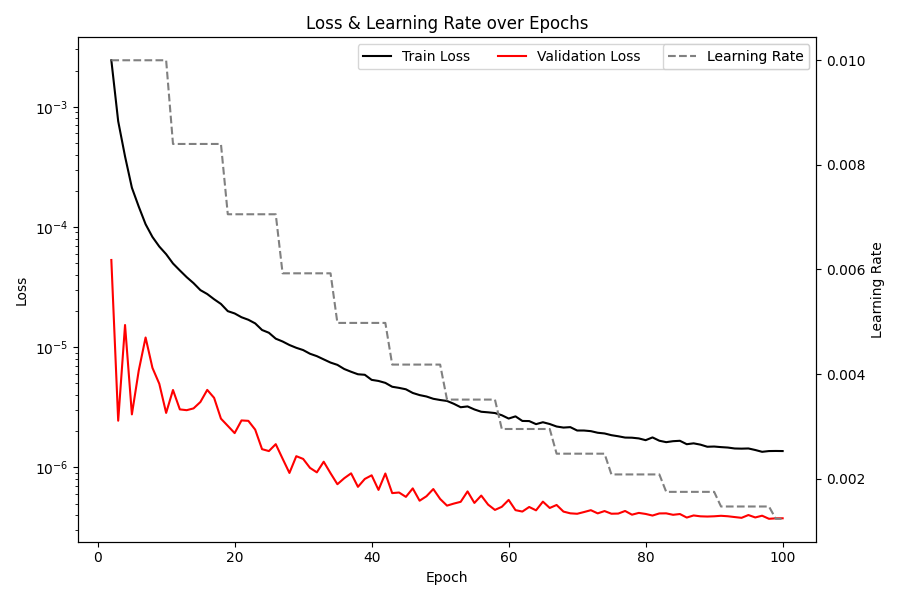 Loss & Learning Rate over Epochs
Train Loss Validation Loss Learning Rate
10⁻³
10⁻⁴
10⁻⁵
10⁻⁶
Loss
0.010
0.008
0.006
0.004
0.002
Learning Rate
0 20 40 60 80 100
Epoch